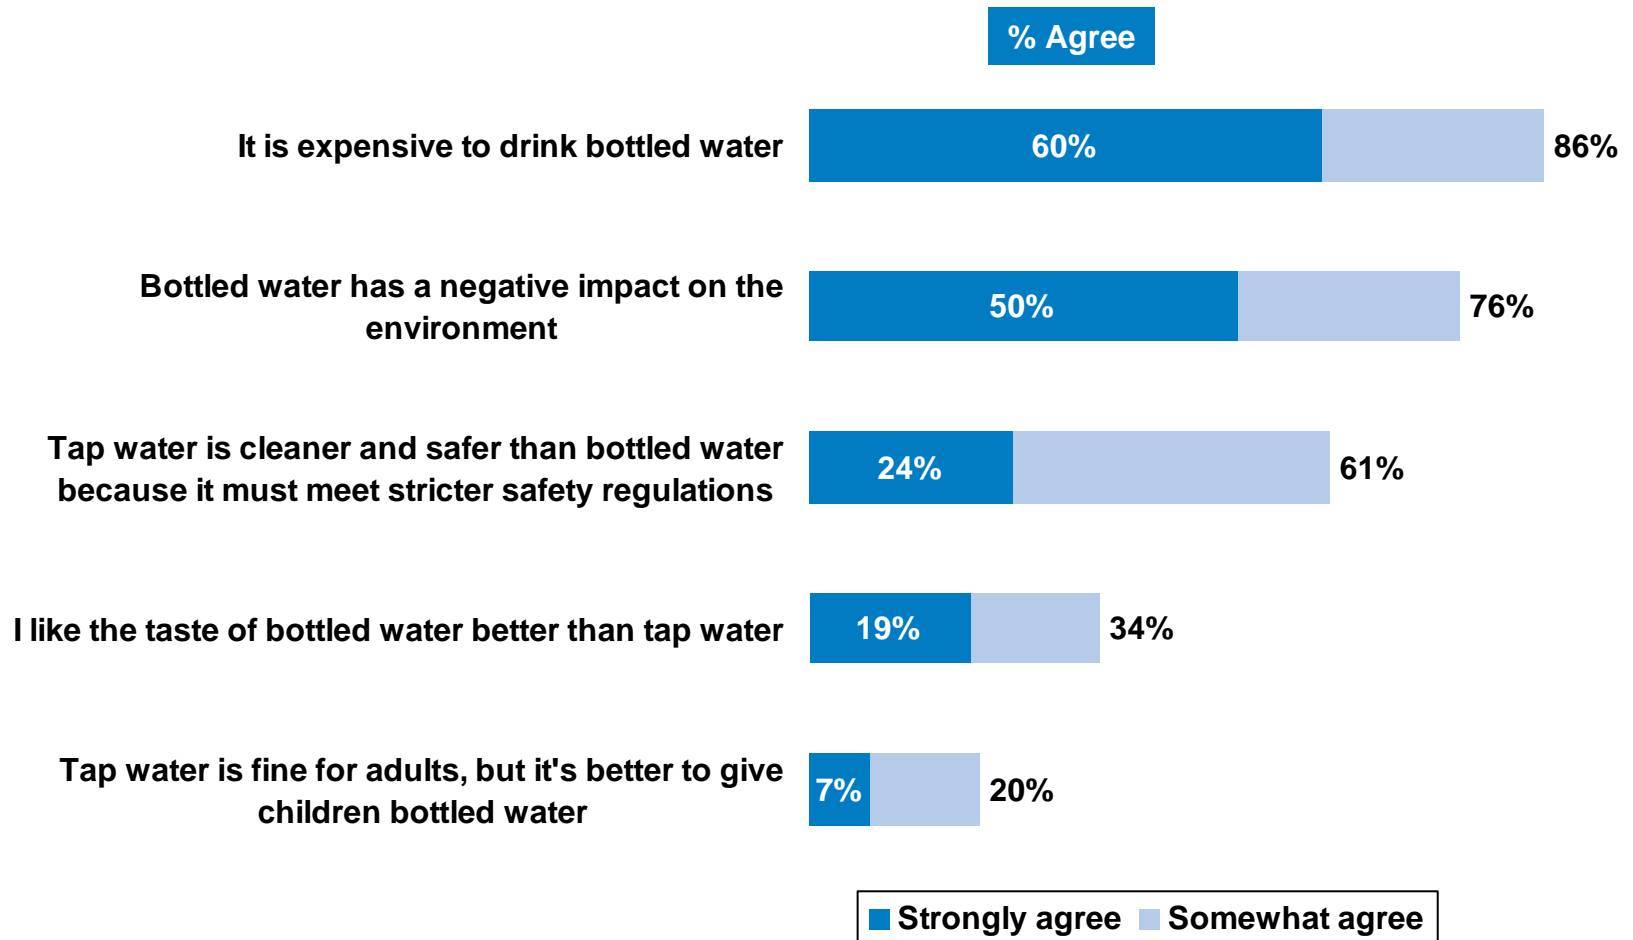 % Agree
It is expensive to drink bottled water
60%
86%
Bottled water has a negative impact on the
environment
50%
76%
Tap water is cleaner and safer than bottled water
because it must meet stricter safety regulations
24%
61%
I like the taste of bottled water better than tap water
19%
34%
Tap water is fine for adults, but it's better to give
children bottled water
7%
20%
Strongly agree
Somewhat agree